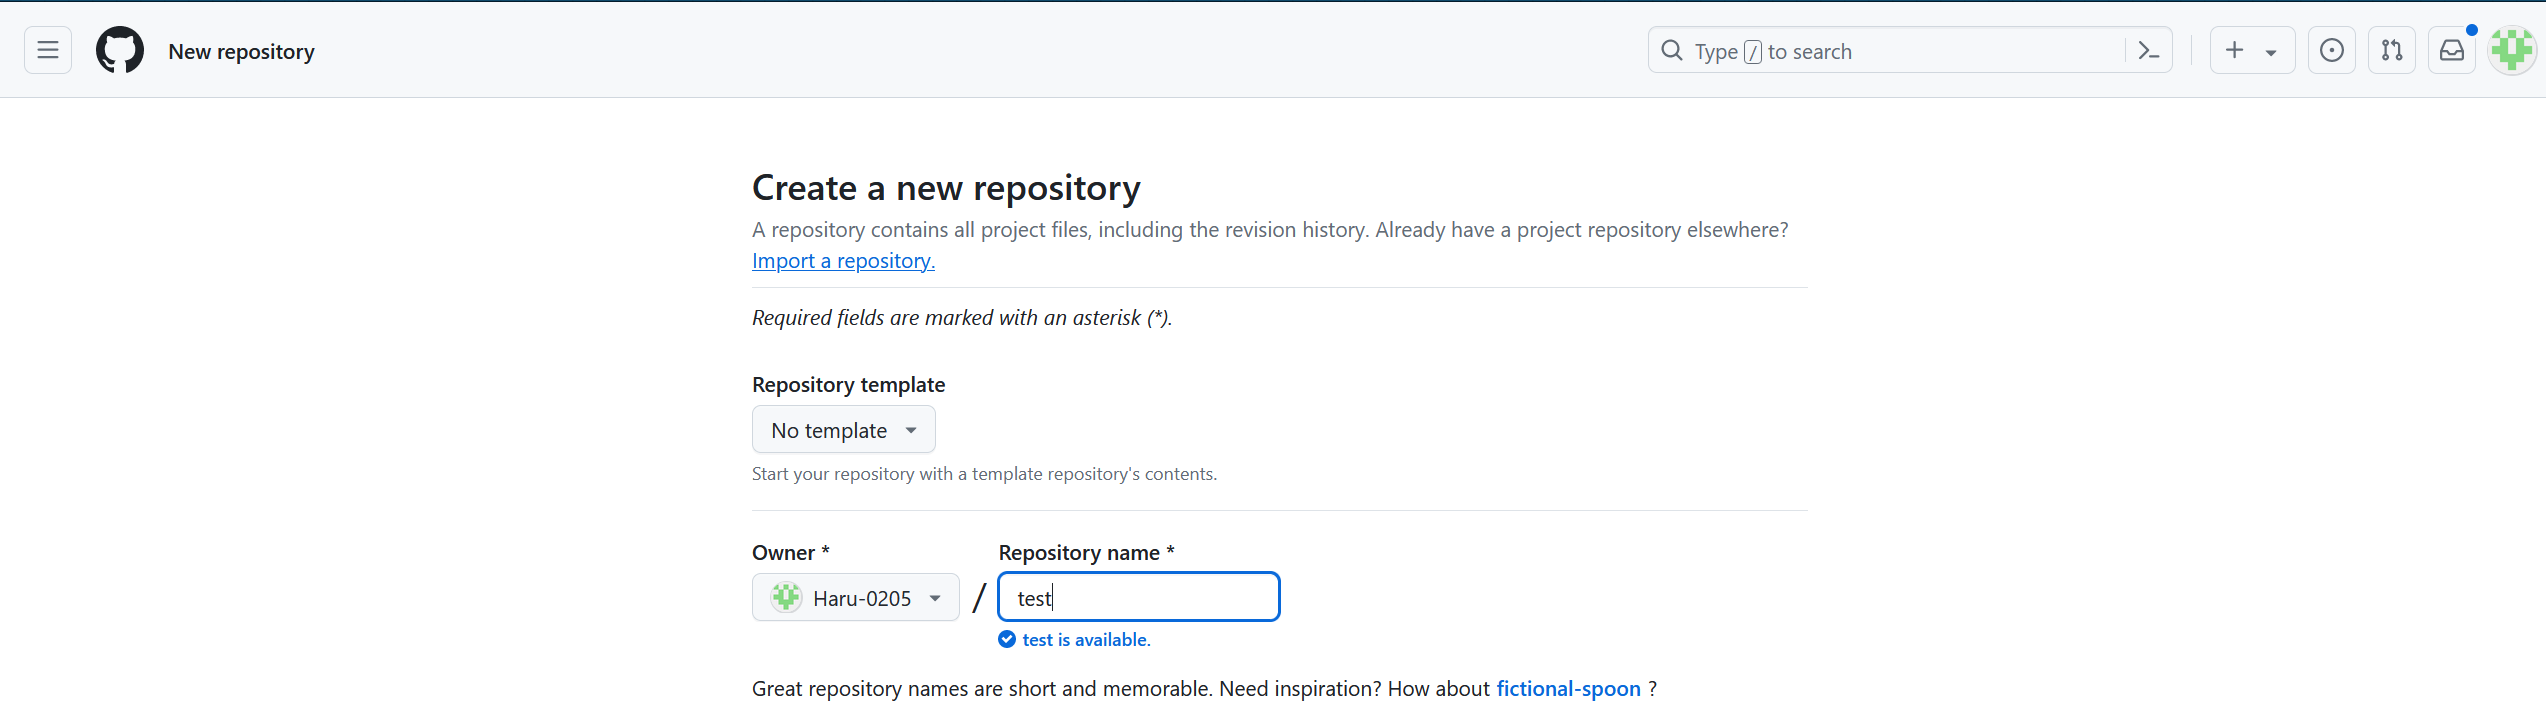 New repository
Type / to search
Create a new repository
A repository contains all project files, including the revision history. Already have a project repository elsewhere?
Import a repository.
Required fields are marked with an asterisk (*).
Repository template
No template
Start your repository with a template repository's contents.
Owner * Repository name *
Haru-0205 / test
test is available.
Great repository names are short and memorable. Need inspiration? How about fictional-spoon ?